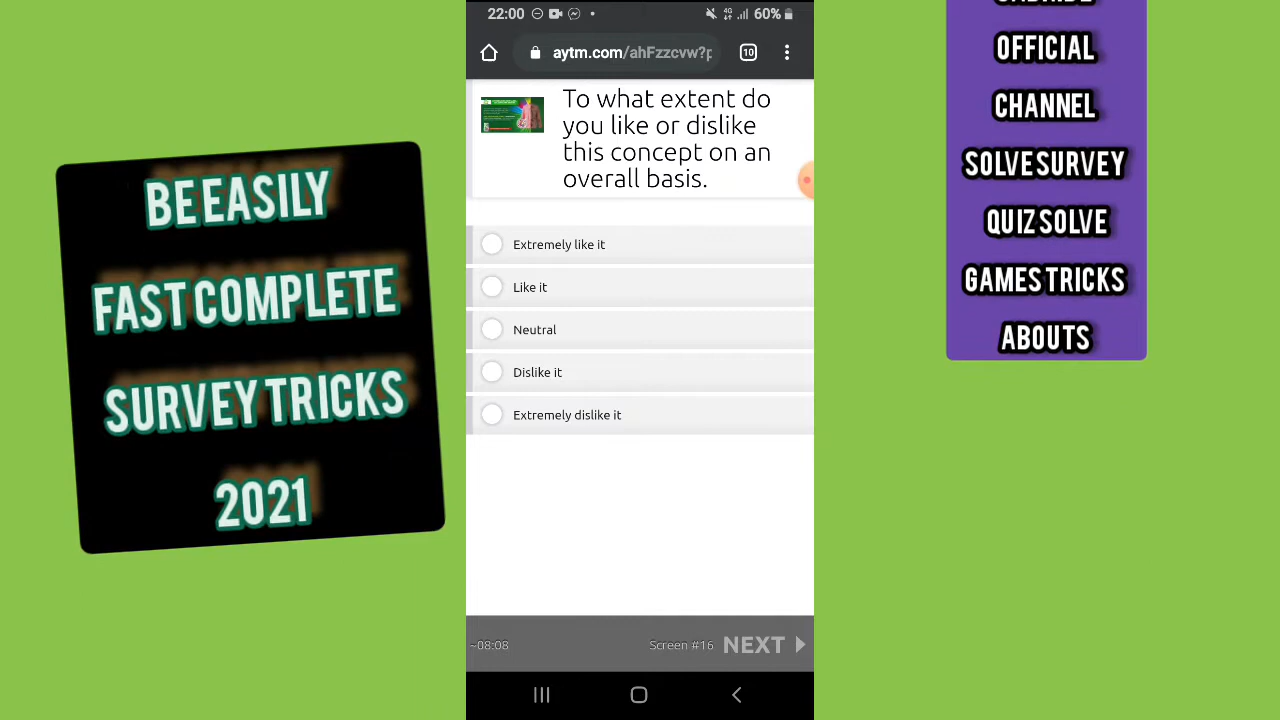 BE EASILY
FAST COMPLETE
SURVEY TRICKS
2021
22:00
4G
60%
aytm.com/ahFzzcvw?p
10
To what extent do
you like or dislike
this concept on an
overall basis.
Extremely like it
Like it
Neutral
Dislike it
Extremely dislike it
~08:08
Screen #16
NEXT
OFFICIAL
CHANNEL
SOLVE SURVEY
QUIZ SOLVE
GAMES TRICKS
ABOUTS